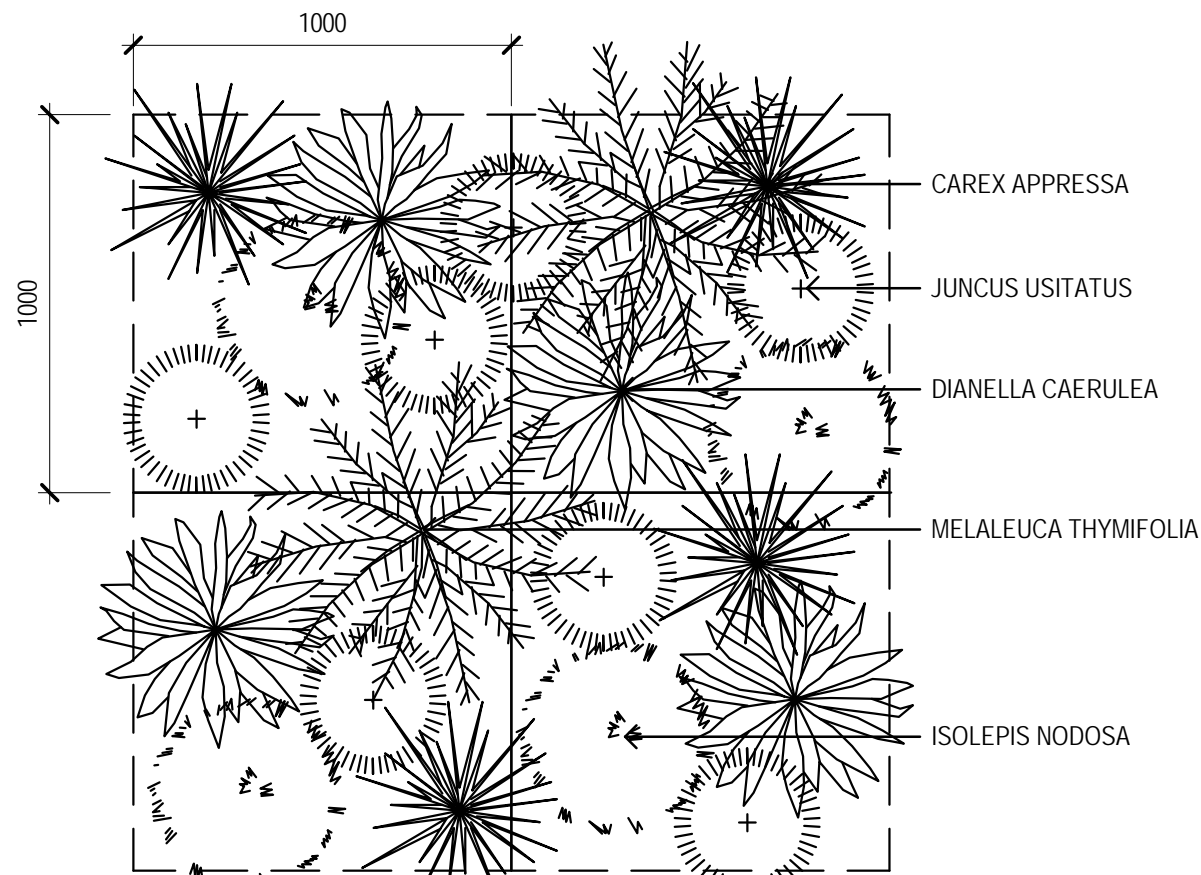 1000
1000
CAREX APPRESSA
JUNCUS USITATUS
DIANELLA CAERULEA
MELALEUCA THYMIFOLIA
ISOLEPIS NODOSA